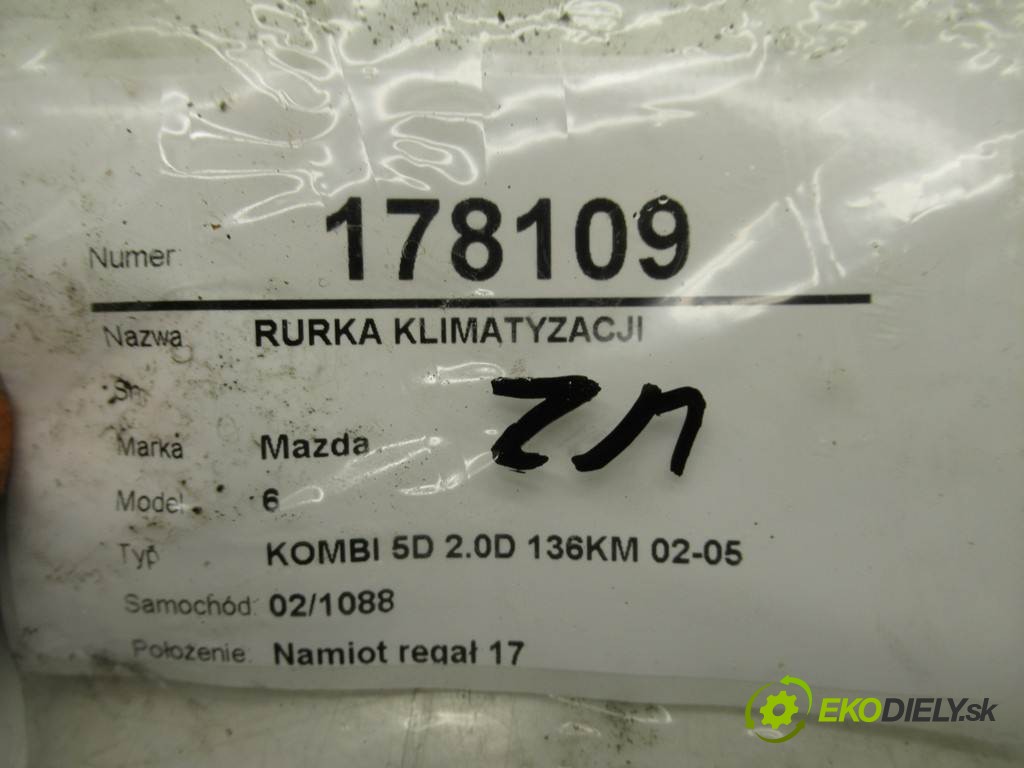 Numer 178109
Nazwa RURKA KLIMATYZACJI
Marka Mazda
Model 6
Typ KOMBI 5D 2.0D 136KM 02-05
Samochód: 02/1088
Położenie Namiot regał 17
EKODIELY.sk